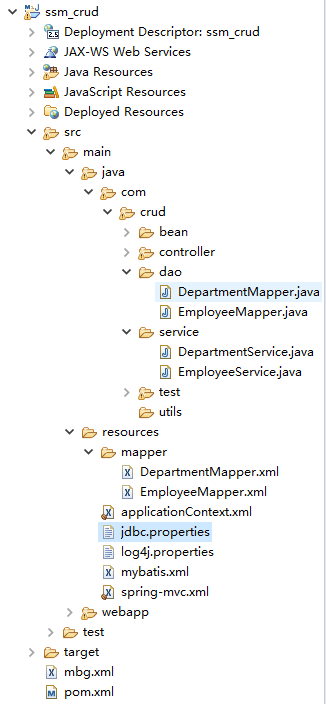 ssm_crud
Deployment Descriptor: ssm_crud
JAX-WS Web Services
Java Resources
JavaScript Resources
Deployed Resources
src
main
java
com
crud
bean
controller
dao
DepartmentMapper.java
EmployeeMapper.java
service
DepartmentService.java
EmployeeService.java
test
utils
resources
mapper
DepartmentMapper.xml
EmployeeMapper.xml
applicationContext.xml
jdbc.properties
log4j.properties
mybatis.xml
spring-mvc.xml
webapp
test
target
mbg.xml
pom.xml